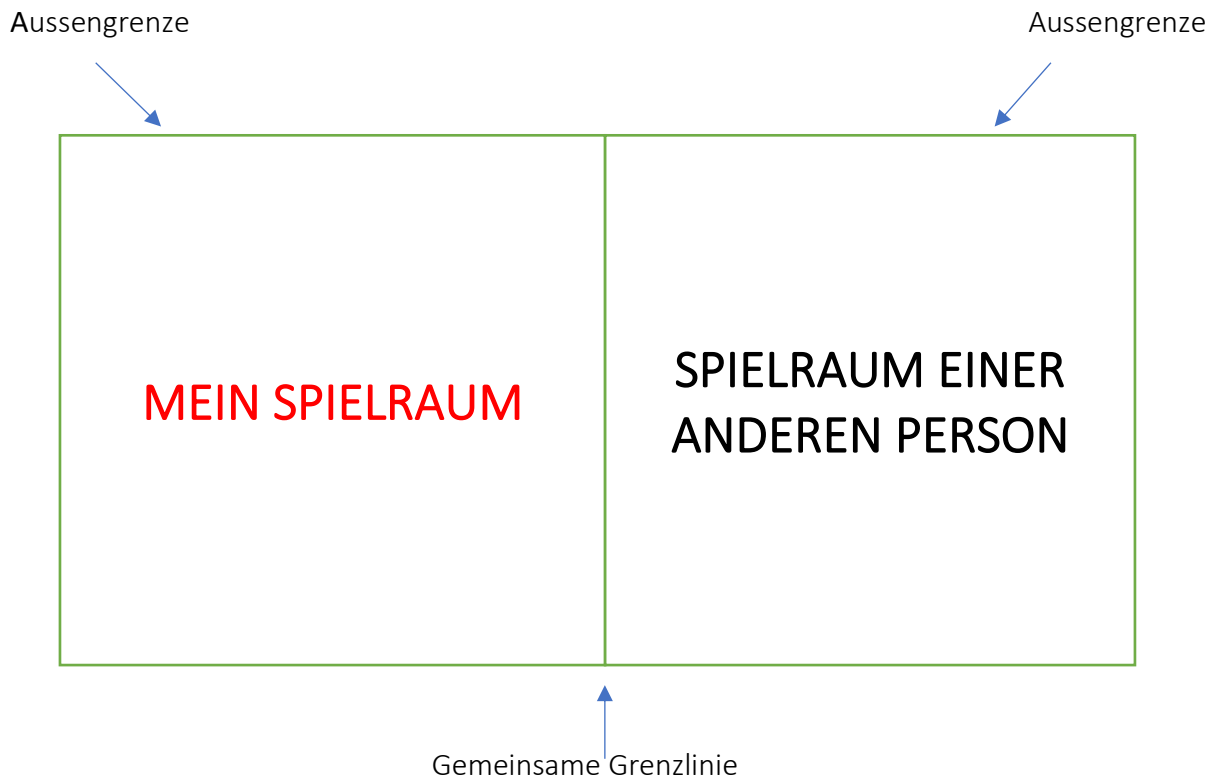 Aussengrenze
Aussengrenze
MEIN SPIELRAUM
SPIELRAUM EINER
ANDEREN PERSON
Gemeinsame Grenzlinie